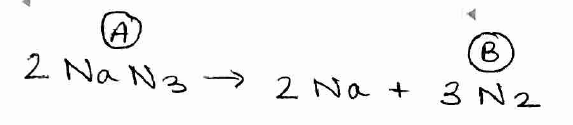 A B
2 NaN3 → 2 Na + 3 N2